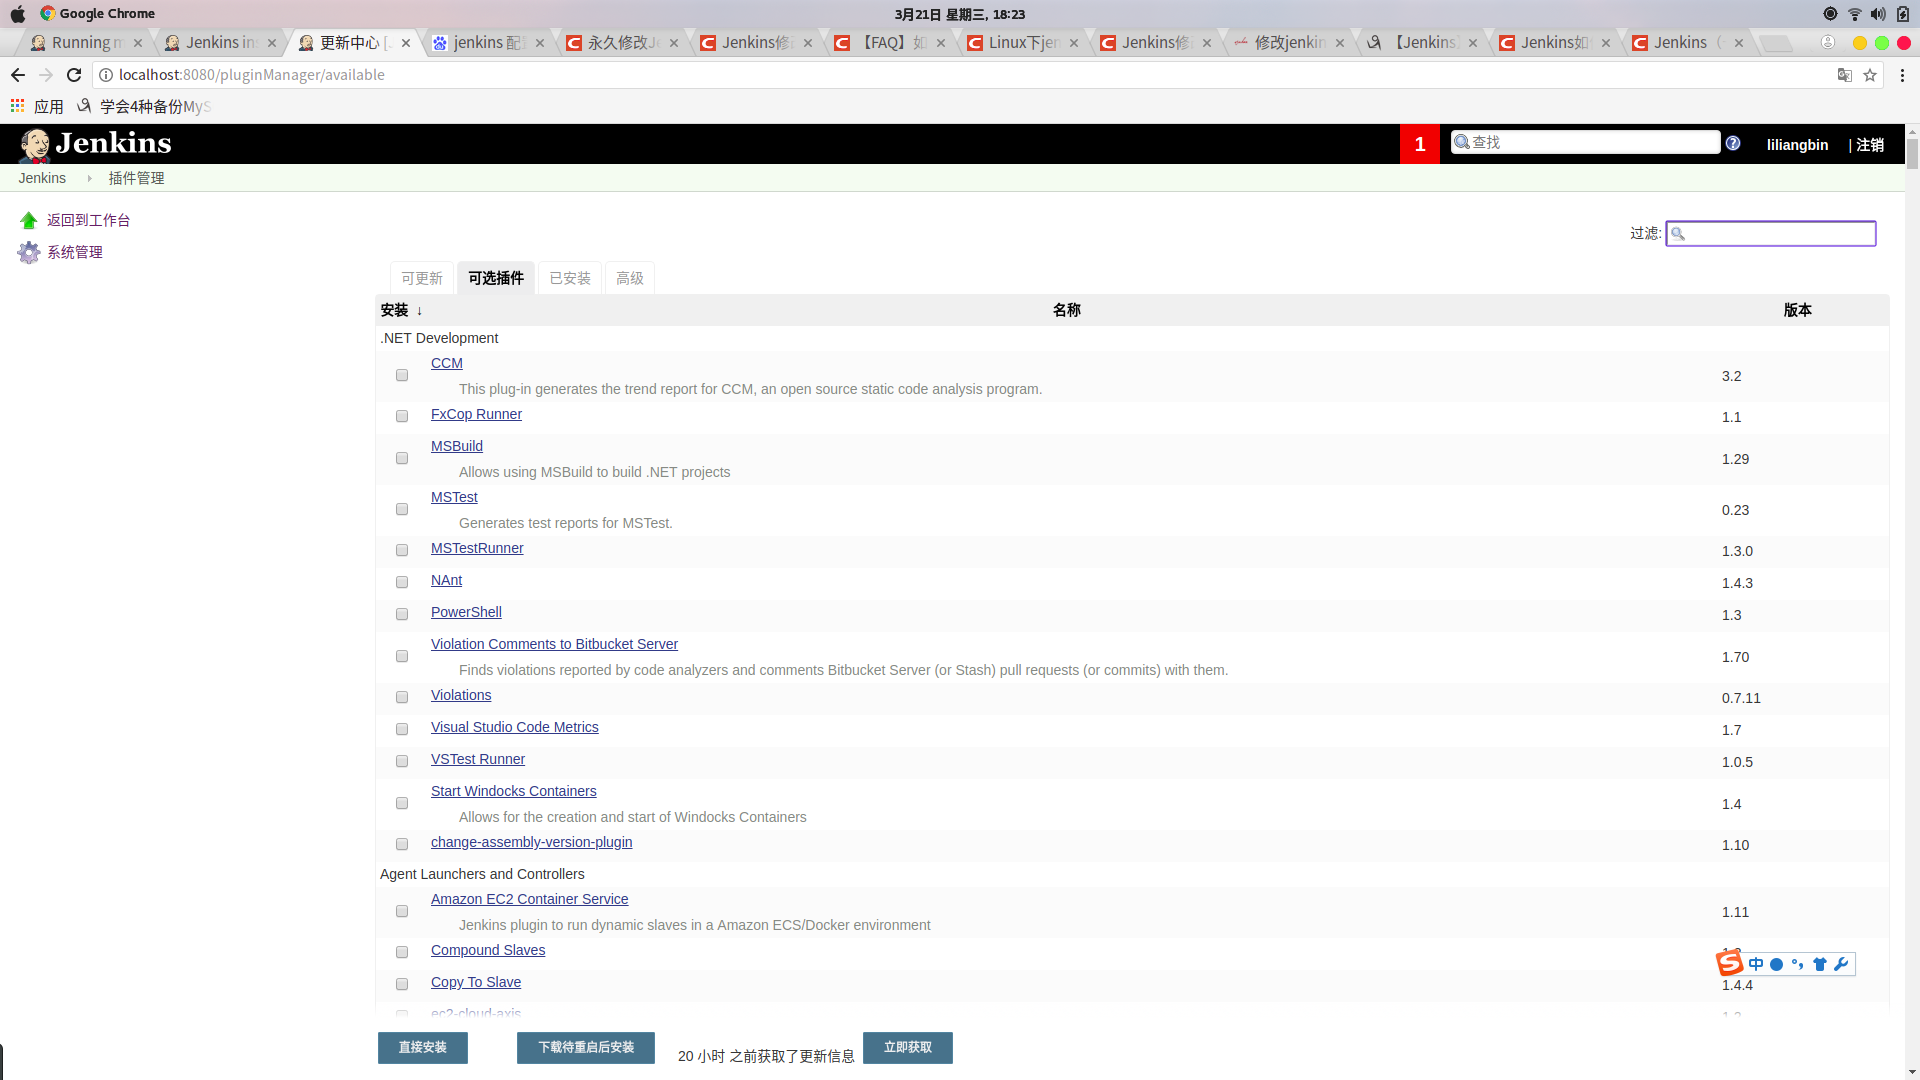 Google Chrome
3月21日 星期三, 18:23
Running m
Jenkins in
更新中心 [
jenkins 配
永久修改Je
Jenkins修
【FAQ】如
Linux下jen
Jenkins修
修改jenkin
【Jenkins】
Jenkins如
Jenkins（
localhost:8080/pluginManager/available
应用
学会4种备份MyS
Jenkins
1
查找
liliangbin
| 注销
Jenkins
插件管理
返回到工作台
系统管理
过滤:
可更新
可选插件
已安装
高级
安装 ↓
名称
版本
.NET Development
CCM
This plug-in generates the trend report for CCM, an open source static code analysis program.
3.2
FxCop Runner
1.1
MSBuild
Allows using MSBuild to build .NET projects
1.29
MSTest
Generates test reports for MSTest.
0.23
MSTestRunner
1.3.0
NAnt
1.4.3
PowerShell
1.3
Violation Comments to Bitbucket Server
Finds violations reported by code analyzers and comments Bitbucket Server (or Stash) pull requests (or commits) with them.
1.70
Violations
0.7.11
Visual Studio Code Metrics
1.7
VSTest Runner
1.0.5
Start Windocks Containers
Allows for the creation and start of Windocks Containers
1.4
change-assembly-version-plugin
1.10
Agent Launchers and Controllers
Amazon EC2 Container Service
Jenkins plugin to run dynamic slaves in a Amazon ECS/Docker environment
1.11
Compound Slaves
中
Copy To Slave
1.4.4
ec2-cloud-axis
直接安装
下载待重启后安装
20 小时 之前获取了更新信息
立即获取